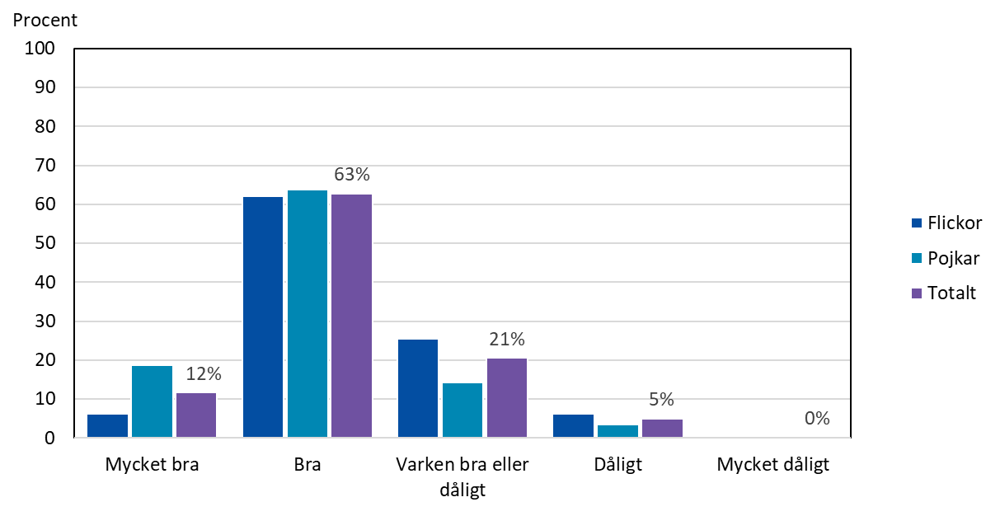 Procent
100
90
80
70
60
50
40
30
20
10
0
12%
63%
21%
5%
0%
Mycket bra
Bra
Varken bra eller
dåligt
Dåligt
Mycket dåligt
Flickor
Pojkar
Totalt